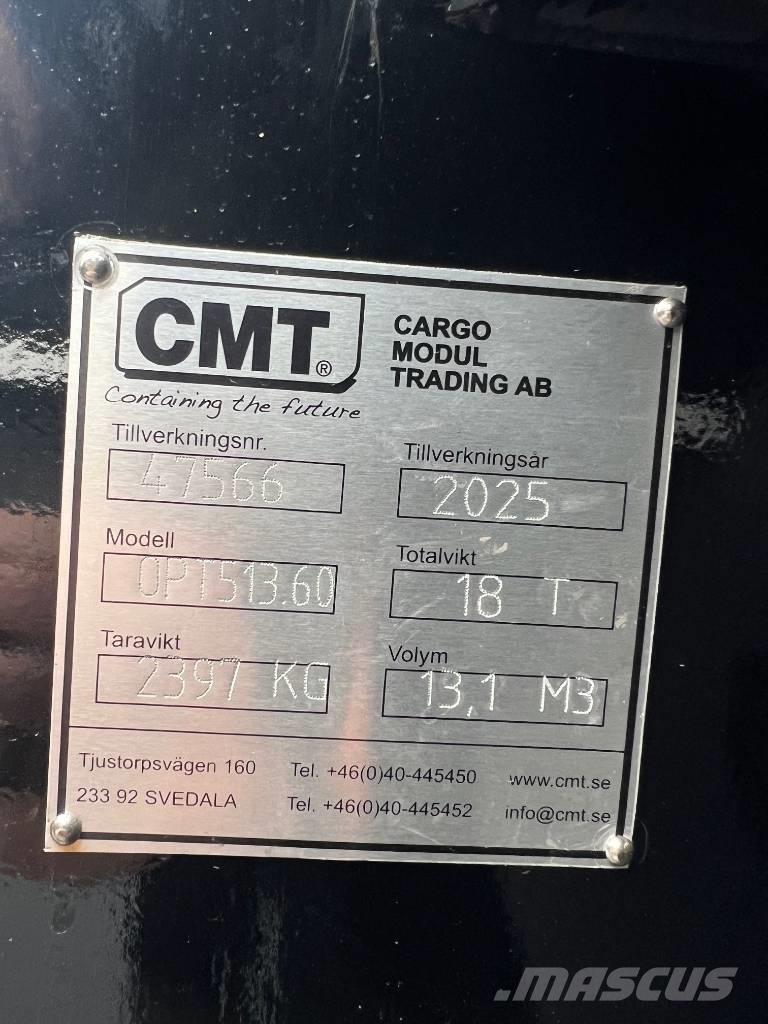 CMT®
CARGO
MODUL
TRADING AB
Containing the future
Tillverkningsnr.
47566
Tillverkningsår
2025
Modell
OPT513.60
Totalvikt
18 T
Taravikt
2397 KG
Volym
13,1 M3
Tjustorpsvägen 160
233 92 SVEDALA
Tel. +46(0)40-445450
Tel. +46(0)40-445452
www.cmt.se
info@cmt.se
MASCUS